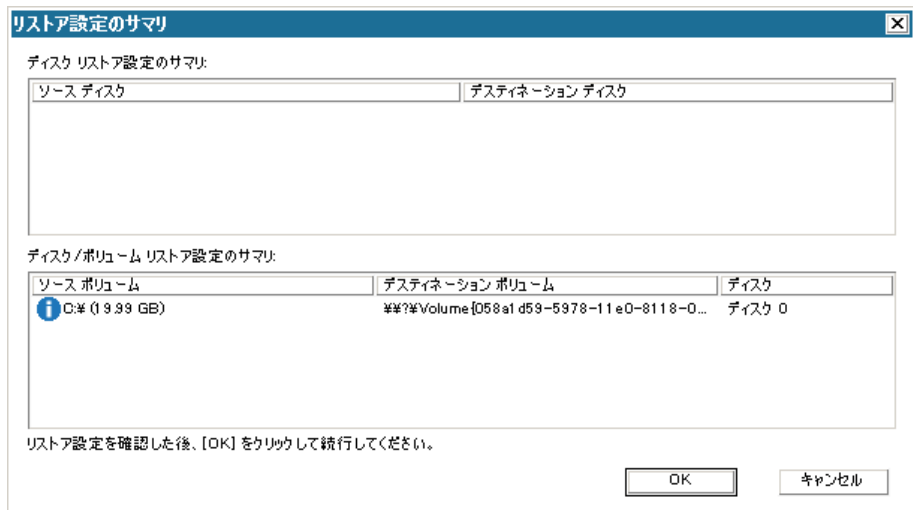 リストア設定のサマリ
ディスク リストア設定のサマリ:
ソース ディスク デスティネーション ディスク
ディスク/ボリューム リストア設定のサマリ:
ソース ボリューム デスティネーション ボリューム ディスク
C:¥ (19.99 GB) ¥¥?¥Volume{058a1d59-5978-11e0-8118-0... ディスク 0
リストア設定を確認した後、[OK] をクリックして続行してください。
OK キャンセル